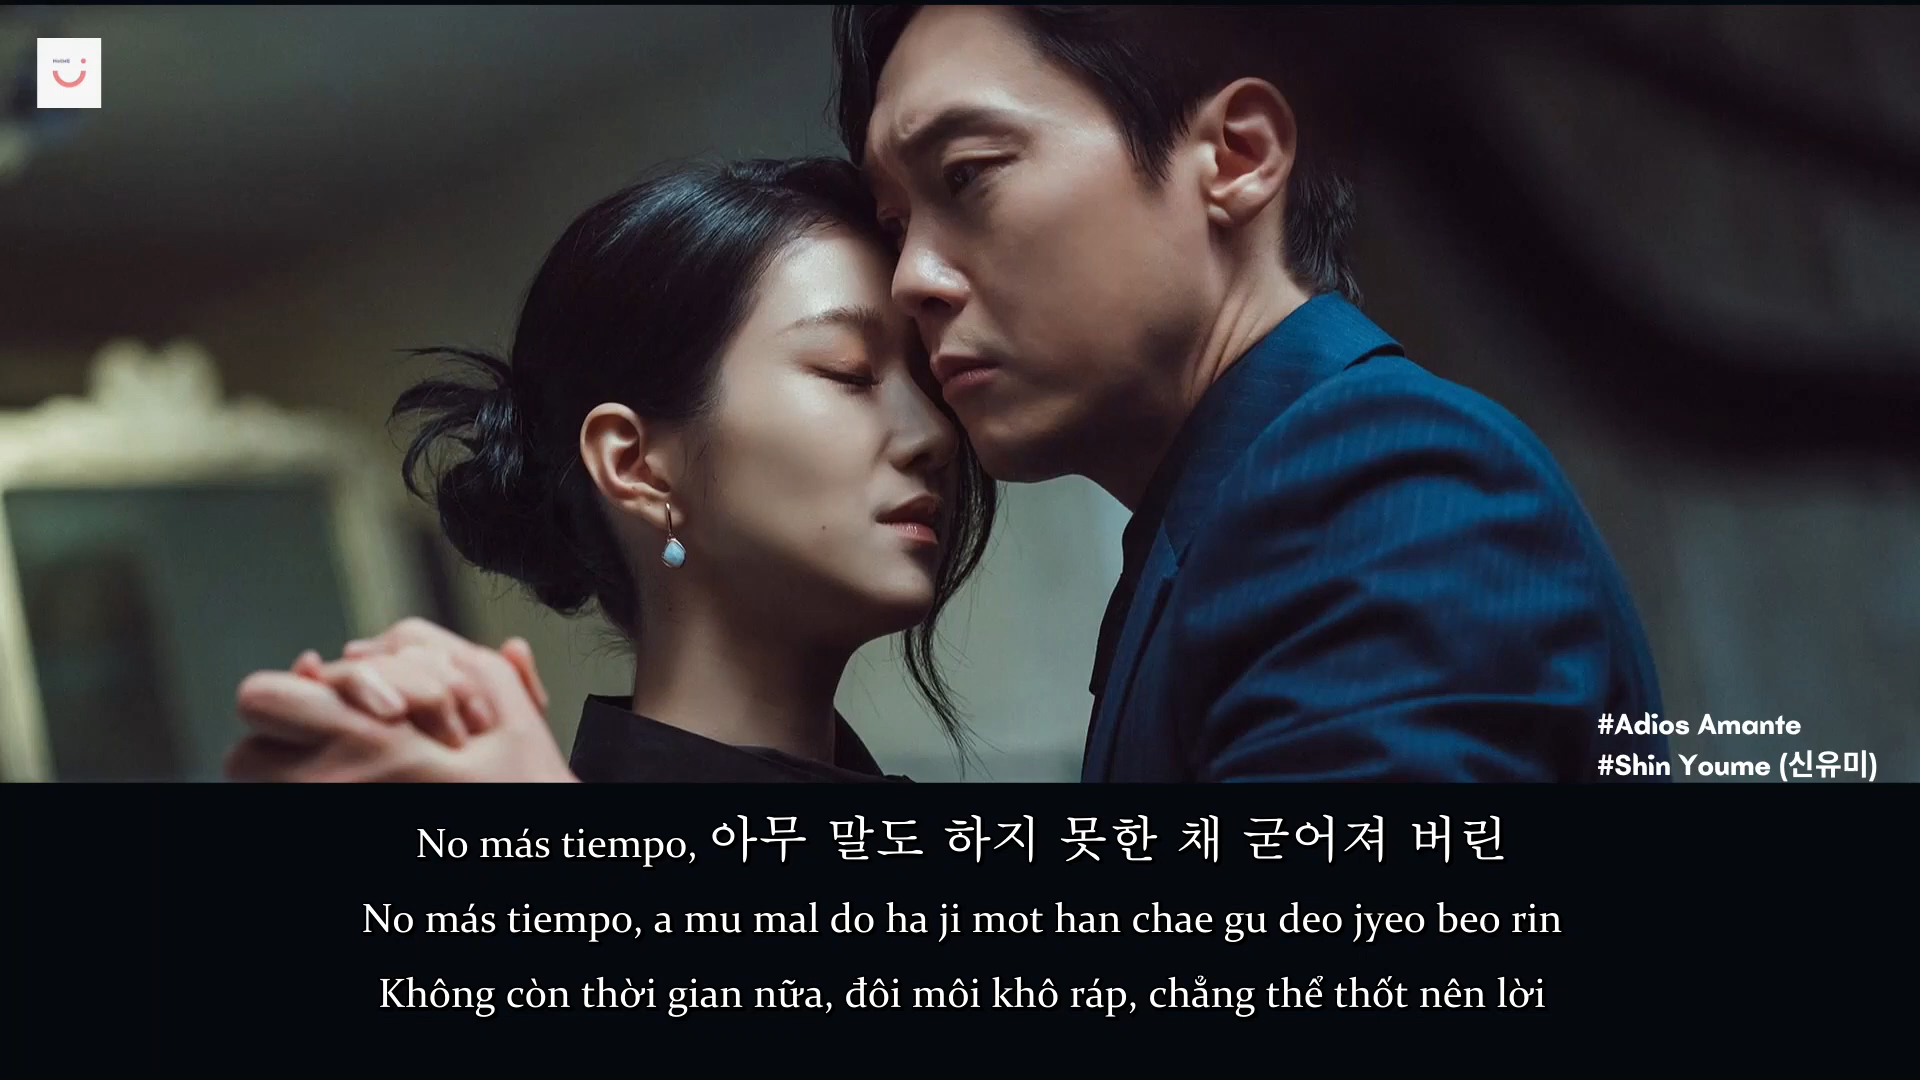 #Adios Amante
#Shin Youme (신유미)
No más tiempo, 아무 말도 하지 못한 채 굳어져 버린
No más tiempo, a mu mal do ha ji mot han chae gu deo jyeo beo rin
Không còn thời gian nữa, đôi môi khô ráp, chẳng thể thốt nên lời